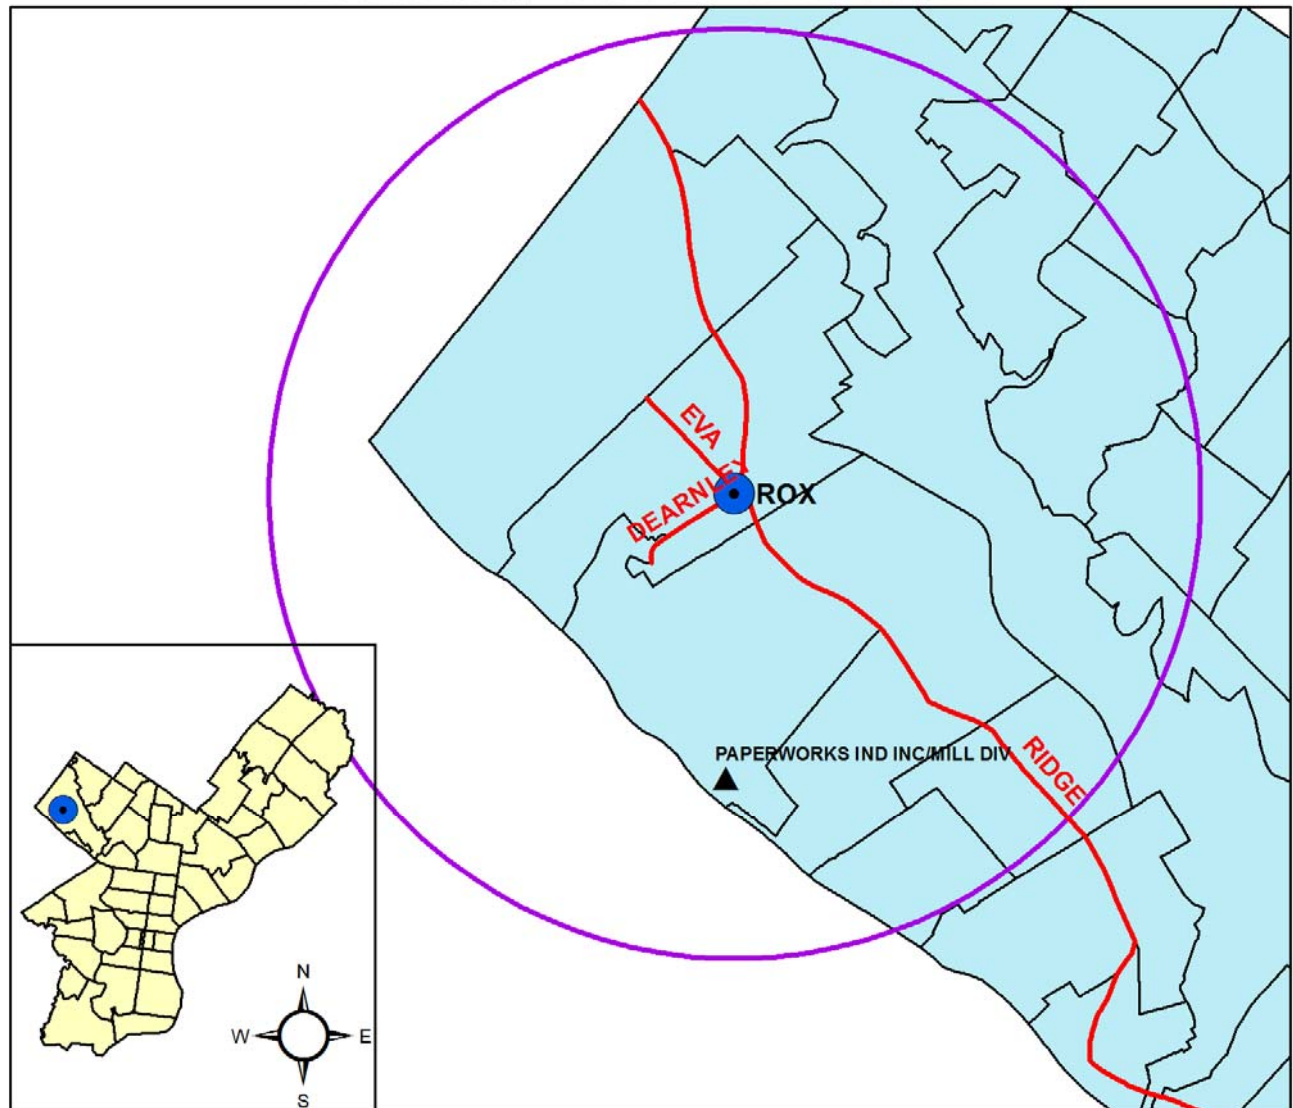 EVA
DEARNLEY
ROX
PAPERWORKS IND INC/MILL DIV
RIDGE
N
W
E
S